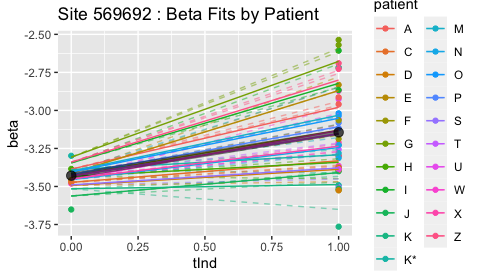 Site 569692 : Beta Fits by Patient
beta
-2.50
-2.75
-3.00
-3.25
-3.50
-3.75
0.00 0.25 0.50 0.75 1.00
tInd
patient
A
C
D
E
F
G
H
I
J
K
K*
M
N
O
P
S
T
U
W
X
Z